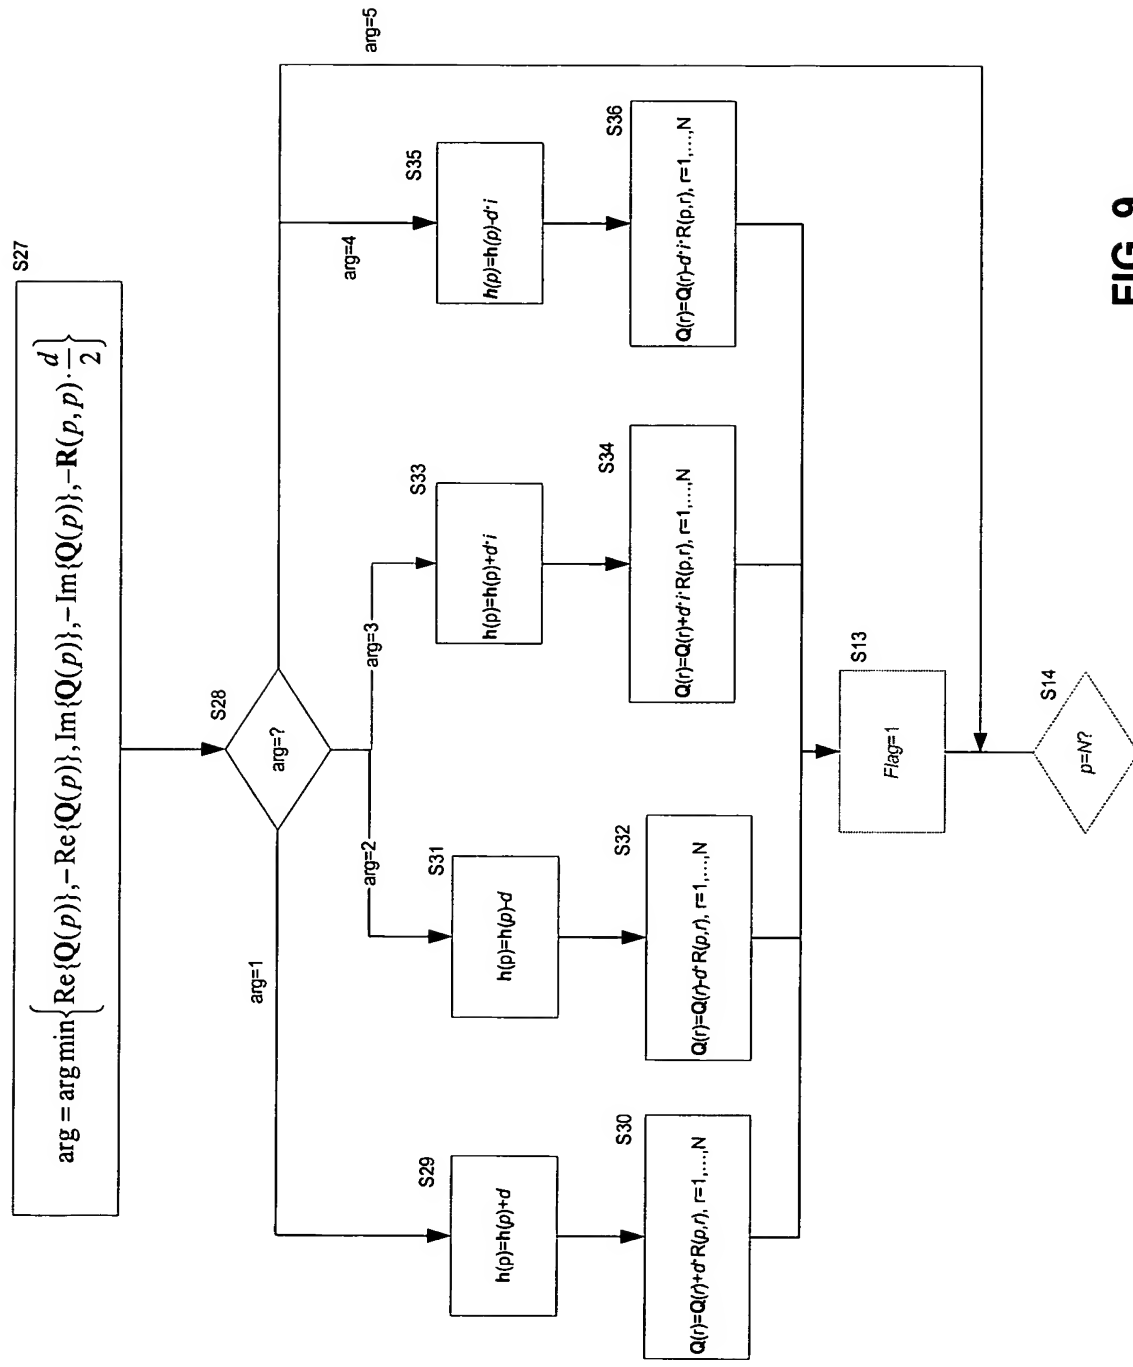 S27
arg = arg min {Re{Q(p)},−Re{Q(p)},Im{Q(p)},−Im{Q(p)},−R(p,p)·d/2}
S28
arg=?
arg=1
arg=2
arg=3
arg=4
arg=5
S29
h(p)=h(p)+d
S31
h(p)=h(p)-d
S33
h(p)=h(p)+d·i
S35
h(p)=h(p)-d·i
S30
Q(r)=Q(r)+d·R(p,r), r=1,...,N
S32
Q(r)=Q(r)-d·R(p,r), r=1,...,N
S34
Q(r)=Q(r)+d·i·R(p,r), r=1,...,N
S36
Q(r)=Q(r)-d·i·R(p,r), r=1,...,N
S13
Flag=1
S14
p=N?
FIG. 9